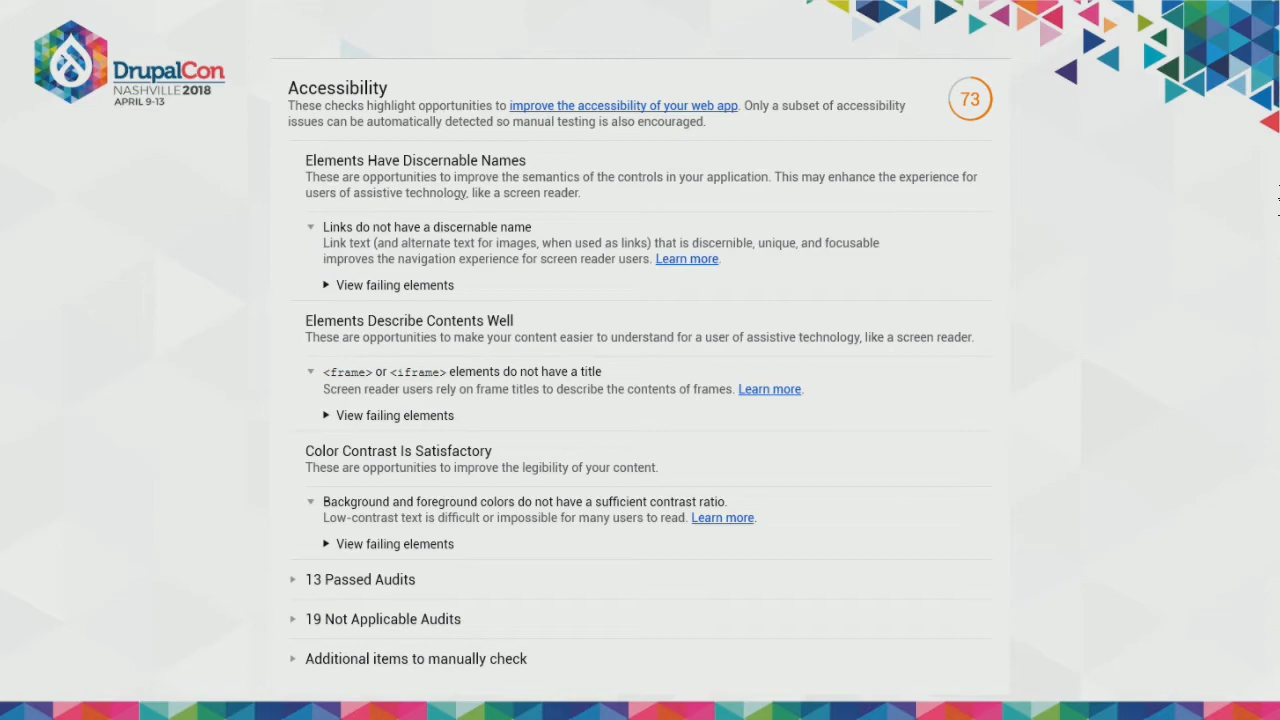 DrupalCon
NASHVILLE 2018
APRIL 9-13
Accessibility
These checks highlight opportunities to improve the accessibility of your web app. Only a subset of accessibility
issues can be automatically detected so manual testing is also encouraged.
73
Elements Have Discernable Names
These are opportunities to improve the semantics of the controls in your application. This may enhance the experience for
users of assistive technology, like a screen reader.
Links do not have a discernable name
Link text (and alternate text for images, when used as links) that is discernible, unique, and focusable
improves the navigation experience for screen reader users. Learn more.
View failing elements
Elements Describe Contents Well
These are opportunities to make your content easier to understand for a user of assistive technology, like a screen reader.
<frame> or <iframe> elements do not have a title
Screen reader users rely on frame titles to describe the contents of frames. Learn more.
View failing elements
Color Contrast Is Satisfactory
These are opportunities to improve the legibility of your content.
Background and foreground colors do not have a sufficient contrast ratio.
Low-contrast text is difficult or impossible for many users to read. Learn more.
View failing elements
13 Passed Audits
19 Not Applicable Audits
Additional items to manually check